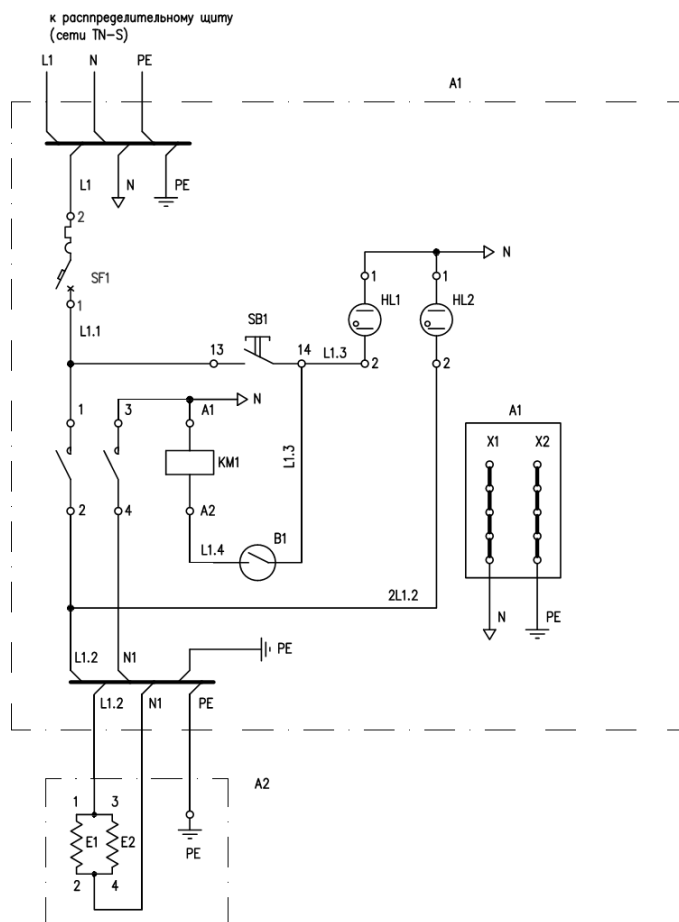 к расппределительному щиту
(сети TN-S)
L1 N PE
A1
L1 N PE
2
SF1
1
L1.1
1 1
HL1 HL2
N
SB1
13 14 L1.3 2 2
1 3 A1 N
KM1
L1.3
2 4 A2
L1.4 B1
A1
X1 X2
N PE
2L1.2
L1.2 N1 PE
L1.2 N1 PE
A2
1 3
E1 E2
2 4
PE